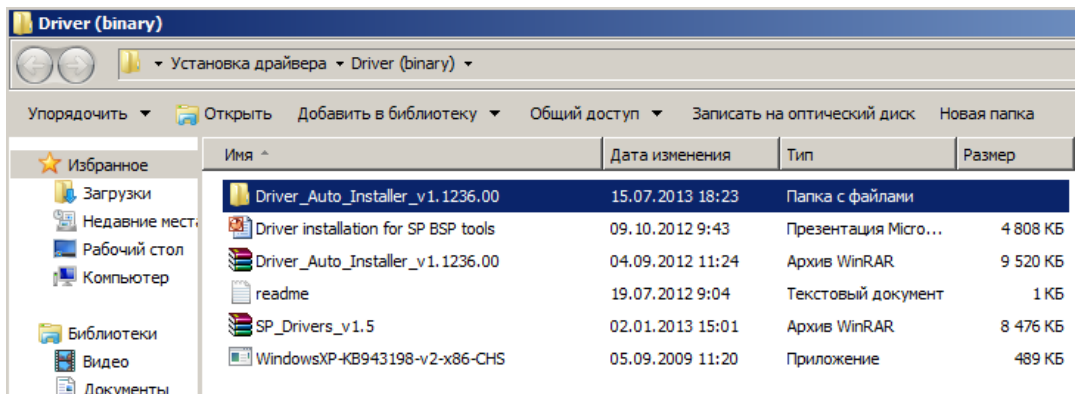 Driver (binary)
Установка драйвера Driver (binary)
Упорядочить Открыть Добавить в библиотеку Общий доступ Записать на оптический диск Новая папка
Избранное
Загрузки
Недавние места
Рабочий стол
Компьютер
Библиотеки
Видео
Документы
Имя Дата изменения Тип Размер
Driver_Auto_Installer_v1.1236.00 15.07.2013 18:23 Папка с файлами
Driver installation for SP BSP tools 09.10.2012 9:43 Презентация Micro... 4 808 КБ
Driver_Auto_Installer_v1.1236.00 04.09.2012 11:24 Архив WinRAR 9 520 КБ
readme 19.07.2012 9:04 Текстовый документ 1 КБ
SP_Drivers_v1.5 02.01.2013 15:01 Архив WinRAR 8 476 КБ
WindowsXP-KB943198-v2-x86-CHS 05.09.2009 11:20 Приложение 489 КБ